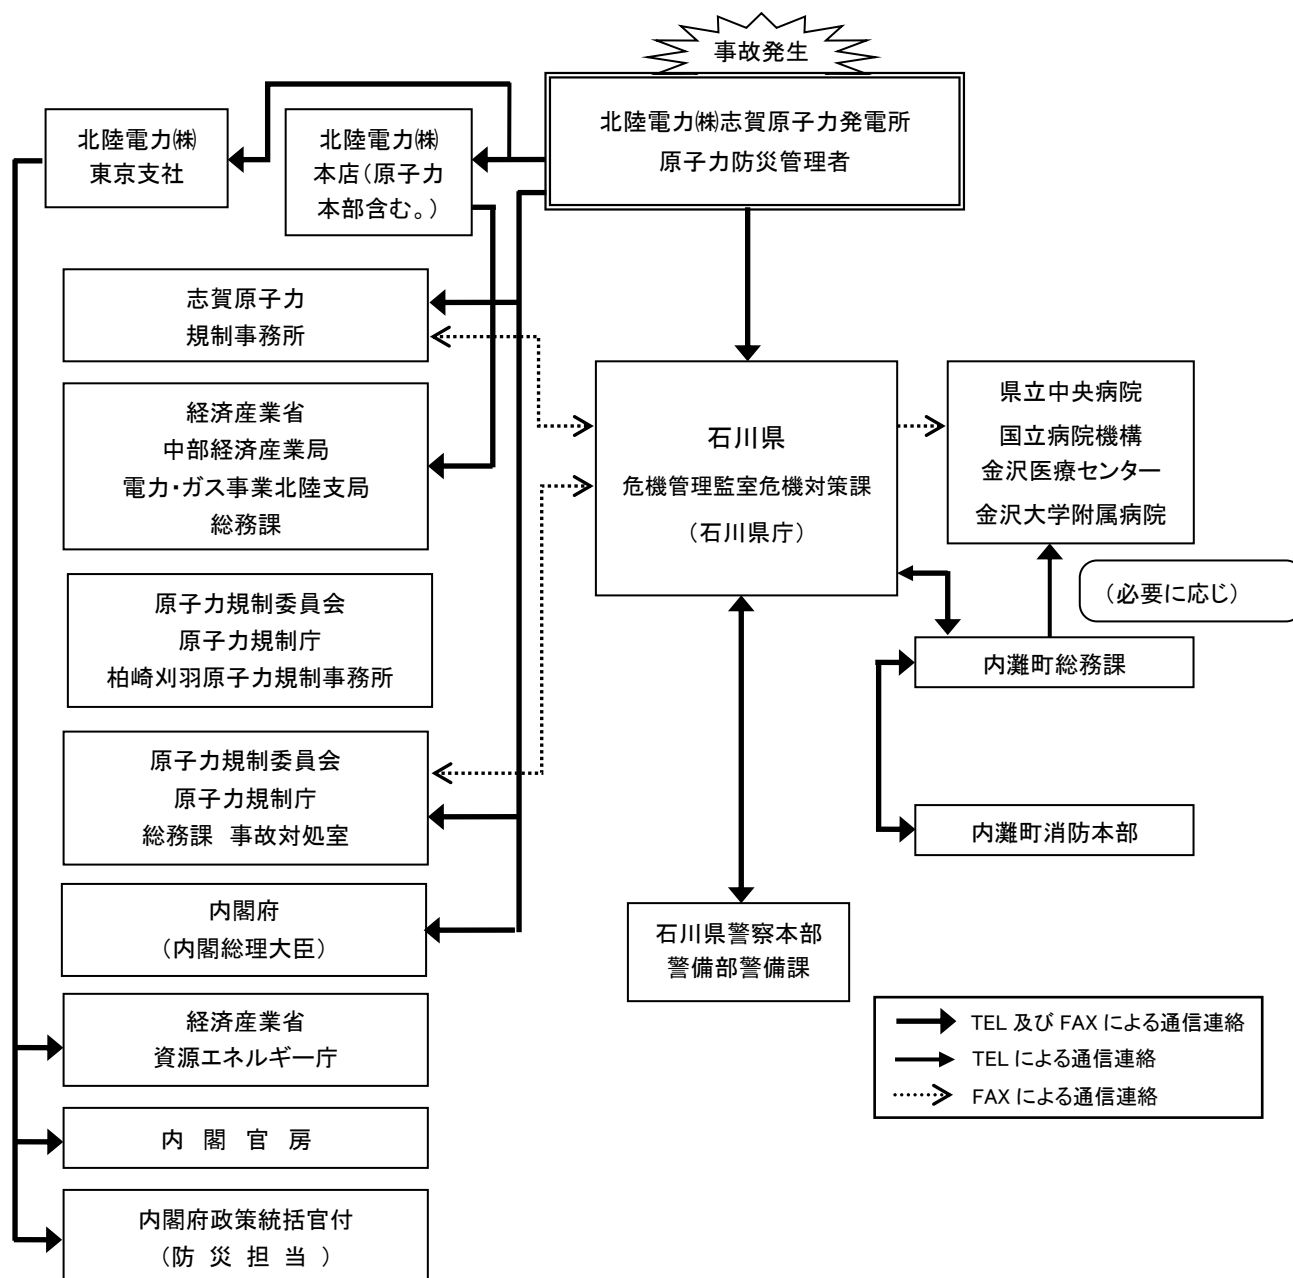 事故発生
北陸電力㈱志賀原子力発電所
原子力防災管理者
北陸電力㈱
東京支社
北陸電力㈱
本店(原子力
本部含む。)
志賀原子力
規制事務所
経済産業省
中部経済産業局
電力・ガス事業北陸支局
総務課
原子力規制委員会
原子力規制庁
柏崎刈羽原子力規制事務所
原子力規制委員会
原子力規制庁
総務課 事故対処室
内閣府
(内閣総理大臣)
経済産業省
資源エネルギー庁
内 閣 官 房
内閣府政策統括官付
(防 災 担 当 )
石川県
危機管理監室危機対策課
(石川県庁)
県立中央病院
国立病院機構
金沢医療センター
金沢大学附属病院
(必要に応じ)
内灘町総務課
内灘町消防本部
石川県警察本部
警備部警備課
TEL 及び FAX による通信連絡
TEL による通信連絡
FAX による通信連絡